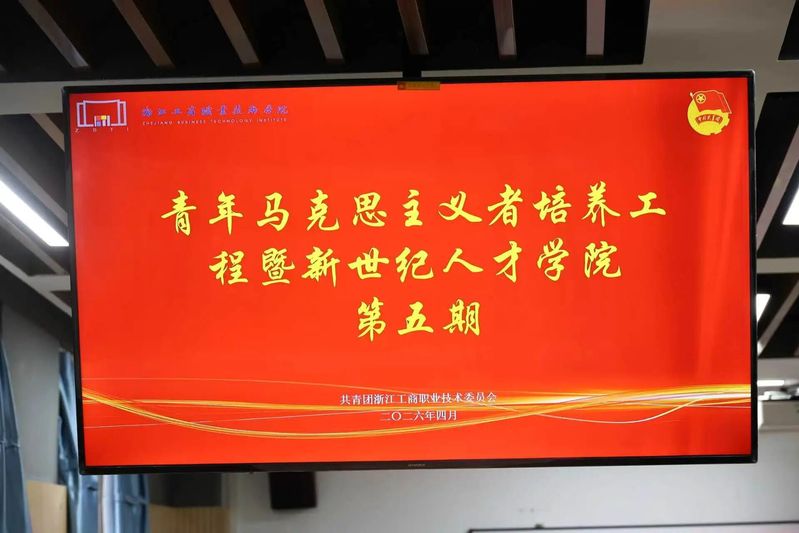 ZBTI
浙江工商职业技术学院
ZHEJIANG BUSINESS TECHNOLOGY INSTITUTE
青年马克思主义者培养工
程暨新世纪人才学院
第五期
共青团浙江工商职业技术委员会
二〇二六年四月